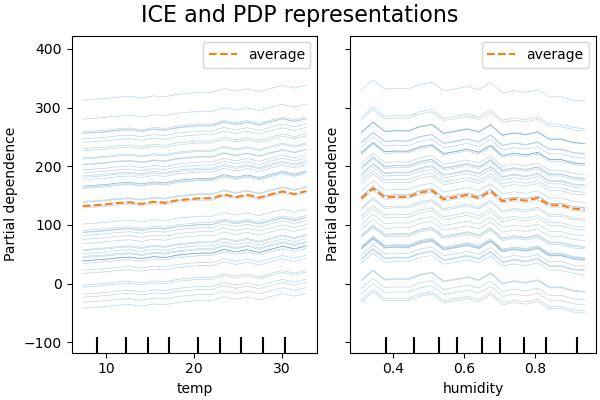 ICE and PDP representations
average
average
400
300
200
100
0
−100
Partial dependence
Partial dependence
10
20
30
0.4
0.6
0.8
temp
humidity